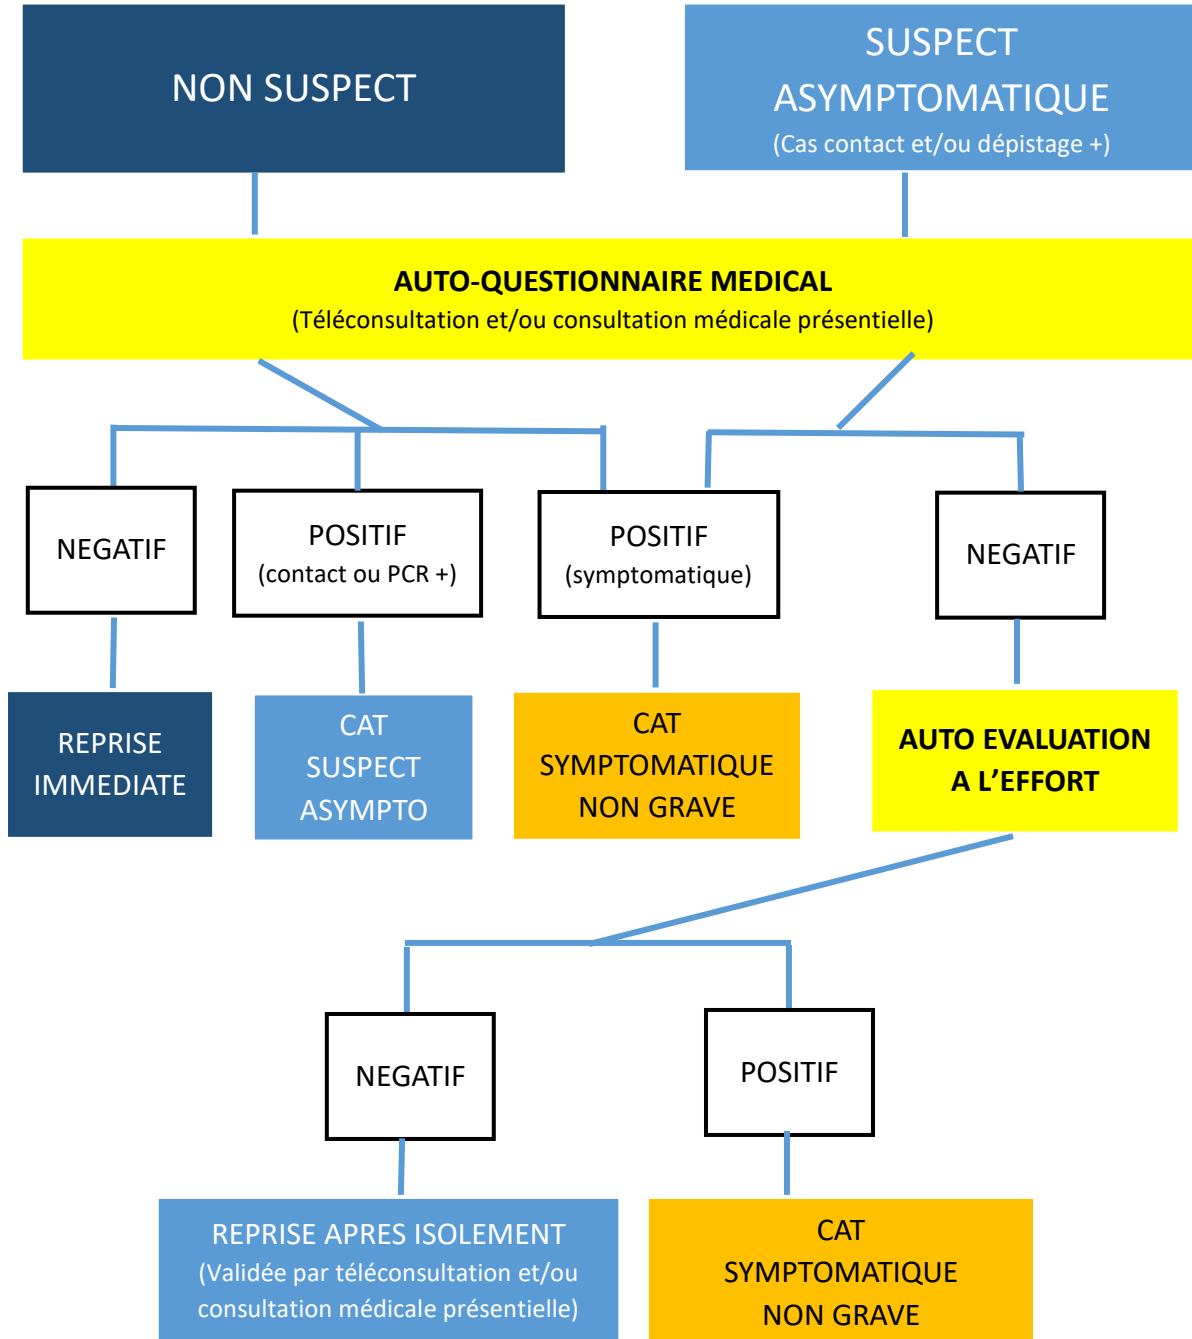 NON SUSPECT
SUSPECT
ASYMPTOMATIQUE
(Cas contact et/ou dépistage +)
AUTO-QUESTIONNAIRE MEDICAL
(Téléconsultation et/ou consultation médicale présentielle)
NEGATIF
POSITIF
(contact ou PCR +)
POSITIF
(symptomatique)
NEGATIF
REPRISE
IMMEDIATE
CAT
SUSPECT
ASYMPTO
CAT
SYMPTOMATIQUE
NON GRAVE
AUTO EVALUATION
A L’EFFORT
NEGATIF
POSITIF
REPRISE APRES ISOLEMENT
(Validée par téléconsultation et/ou
consultation médicale présentielle)
CAT
SYMPTOMATIQUE
NON GRAVE